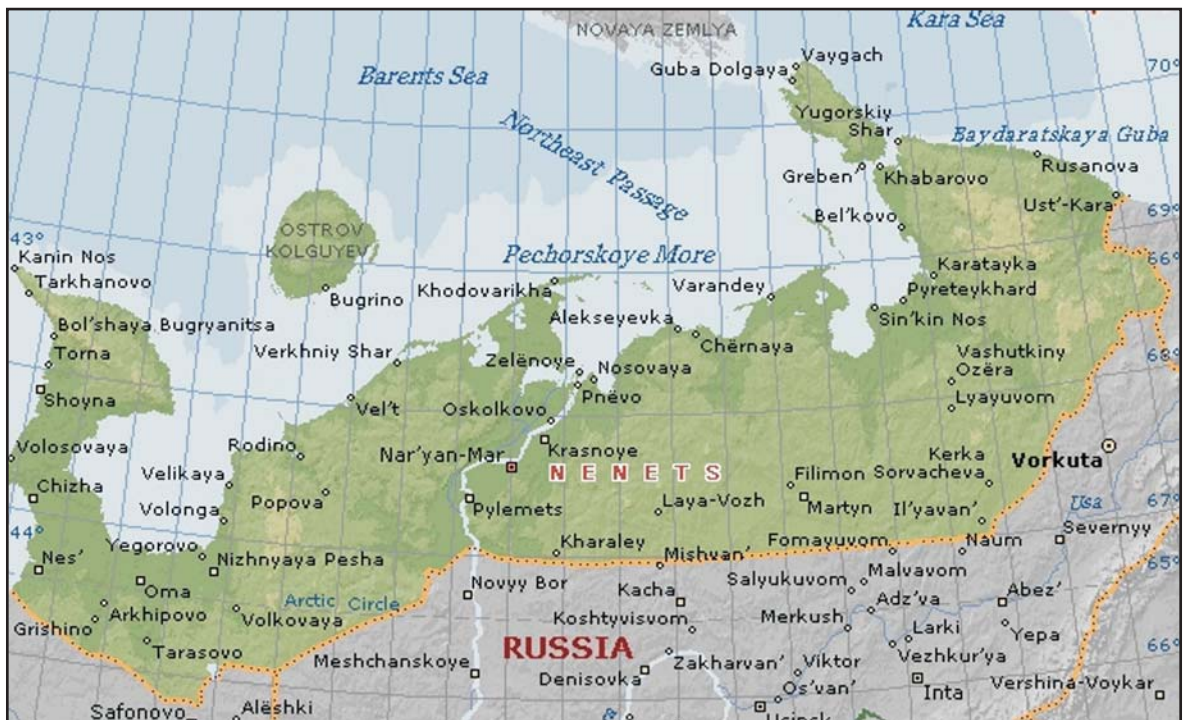 NOVAYA ZEMLYA
Kara Sea
Barents Sea
Vaygach
Guba Dolgaya
70°
Northeast Passage
Yugorskiy
Shar
Baydaratskaya Guba
Rusanova
Greben'
Khabarovo
Ust'-Kara
69°
Bel'kovo
OSTROV
KOLGUYEV
43°
Kanin Nos
Pechorskoye More
66°
Tarkhanovo
Bugrino
Khodovarikha
Varandey
Karatayka
Pyreteykhard
Bol'shaya Bugryanitsa
Alekseyevka
Sin'kin Nos
Torna
Verkhniy Shar
Zelënoye
Chërnaya
Nosovaya
Vashutkiny
Ozëra
68°
Shoyna
Vel't
Oskolkovo
Pnëvo
Lyayuvom
Volosovaya
Rodino
Nar'yan-Mar
Krasnoye
Kerka
Vorkuta
Velikaya
NENETS
Filimon
Sorvacheva
Chizha
Popova
Pylemets
Laya-Vozh
Martyn
Il'yavan'
Usa
67°
Volonga
44°
Severnyy
Nes'
Yegorovo
Nizhnyaya Pesha
Kharaley
Mishvan'
Fomayuvom
Naum
65°
Oma
Novyy Bor
Kacha
Salyukuvom
Malvavom
Abez'
Arctic Circle
Arkhipovo
Volkovaya
Koshtyvisvom
Merkush
Adz'va
Grishino
Larki
Yepa
66°
Tarasovo
RUSSIA
Meshchanskoye
Zakharvan'
Viktor
Vezhkur'ya
Denisovka
Os'van'
Inta
Vershina-Voykar
Safonovo
Alëshki
Usinsk